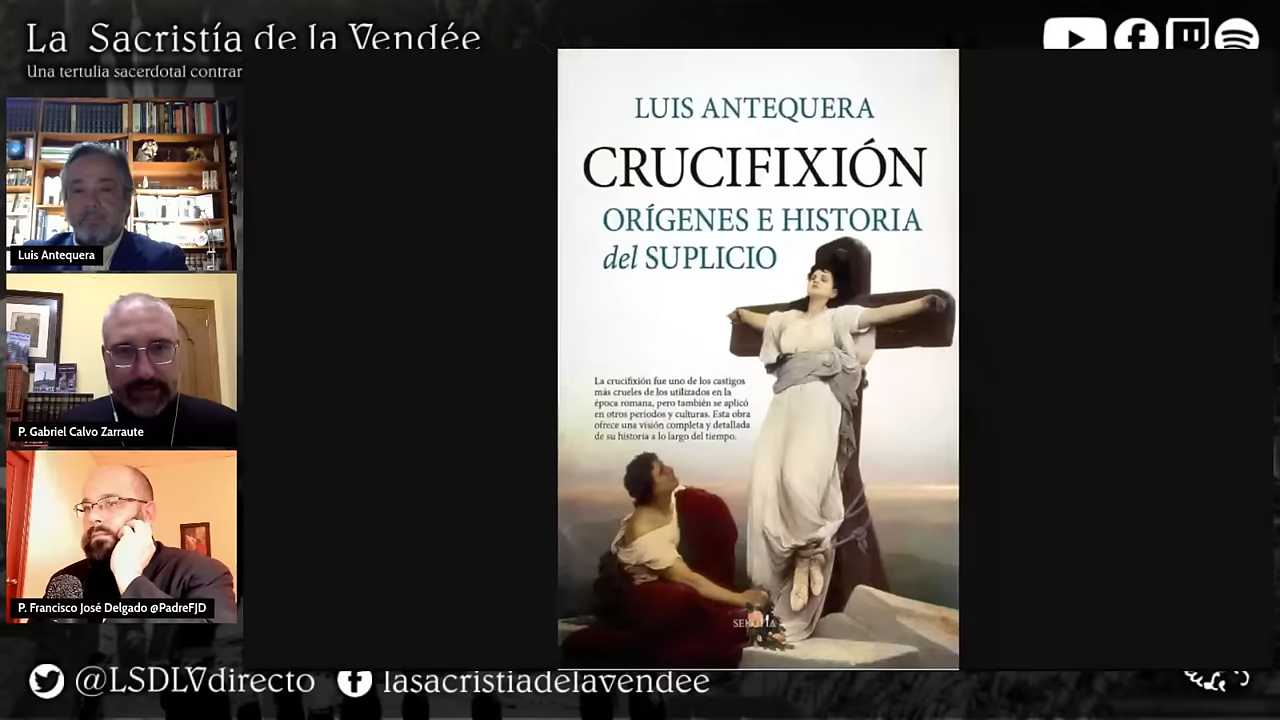 La Sacristía de la Vendée
Una tertulia sacerdotal contrar
Luis Antequera
P. Gabriel Calvo Zarraute
P. Francisco José Delgado @PadreFJD
LUIS ANTEQUERA
CRUCIFIXIÓN
ORÍGENES E HISTORIA
del SUPLICIO
La crucifixión fue uno de los castigos
más crueles de los utilizados en la
época romana, pero también se aplicó
en otros períodos y culturas. Esta obra
ofrece una visión completa y detallada
de su historia a lo largo del tiempo.
SEKOTIA
@LSDLVdirecto
lasacristiadelavendee